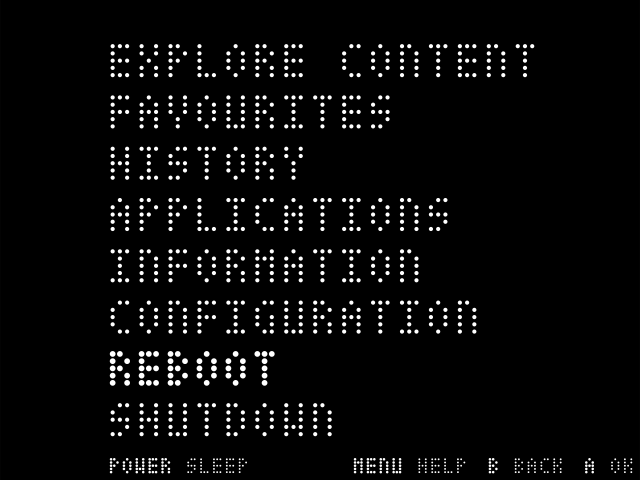 EXPLORE CONTENT
FAVOURITES
HISTORY
APPLICATIONS
INFORMATION
CONFIGURATION
REBOOT
SHUTDOWN
POWER SLEEP MENU HELP B BACK A OK